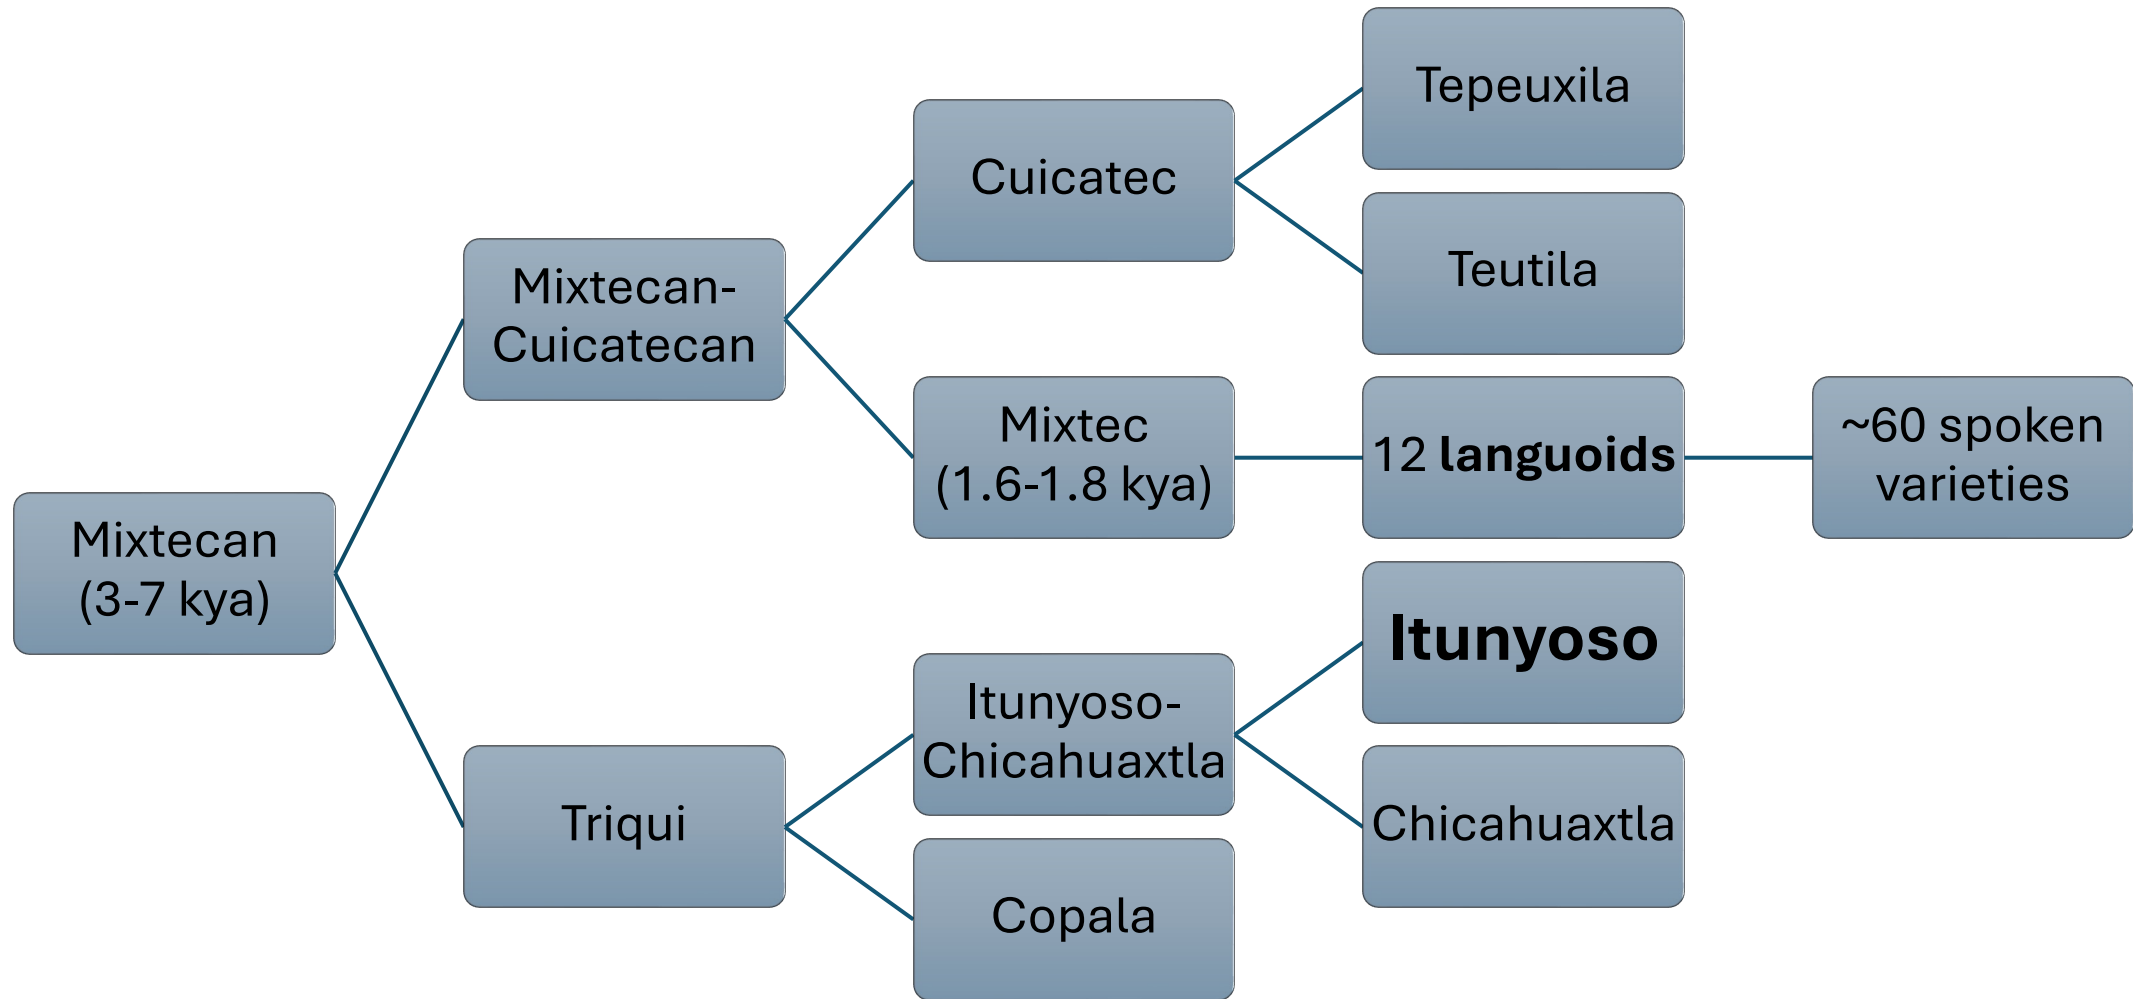 Mixtecan
(3-7 kya)
Mixtecan-
Cuicatecan
Cuicatec
Tepeuxila
Teutila
Mixtec
(1.6-1.8 kya)
12 languoids
~60 spoken
varieties
Triqui
Itunyoso-
Chicahuaxtla
Itunyoso
Chicahuaxtla
Copala